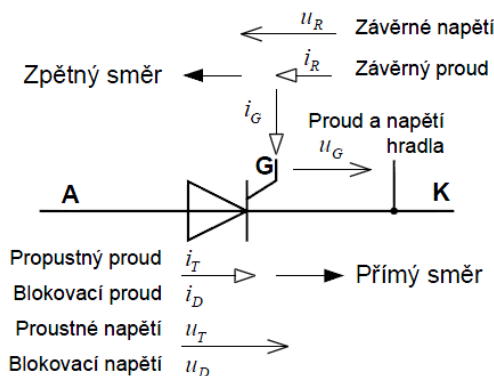 u_R Závěrné napětí
i_R Závěrný proud
Zpětný směr
i_G
Proud a napětí
hradla
G u_G
A K
Propustný proud i_T
Přímý směr
Blokovací proud i_D
Proustné napětí u_T
Blokovací napětí u_D